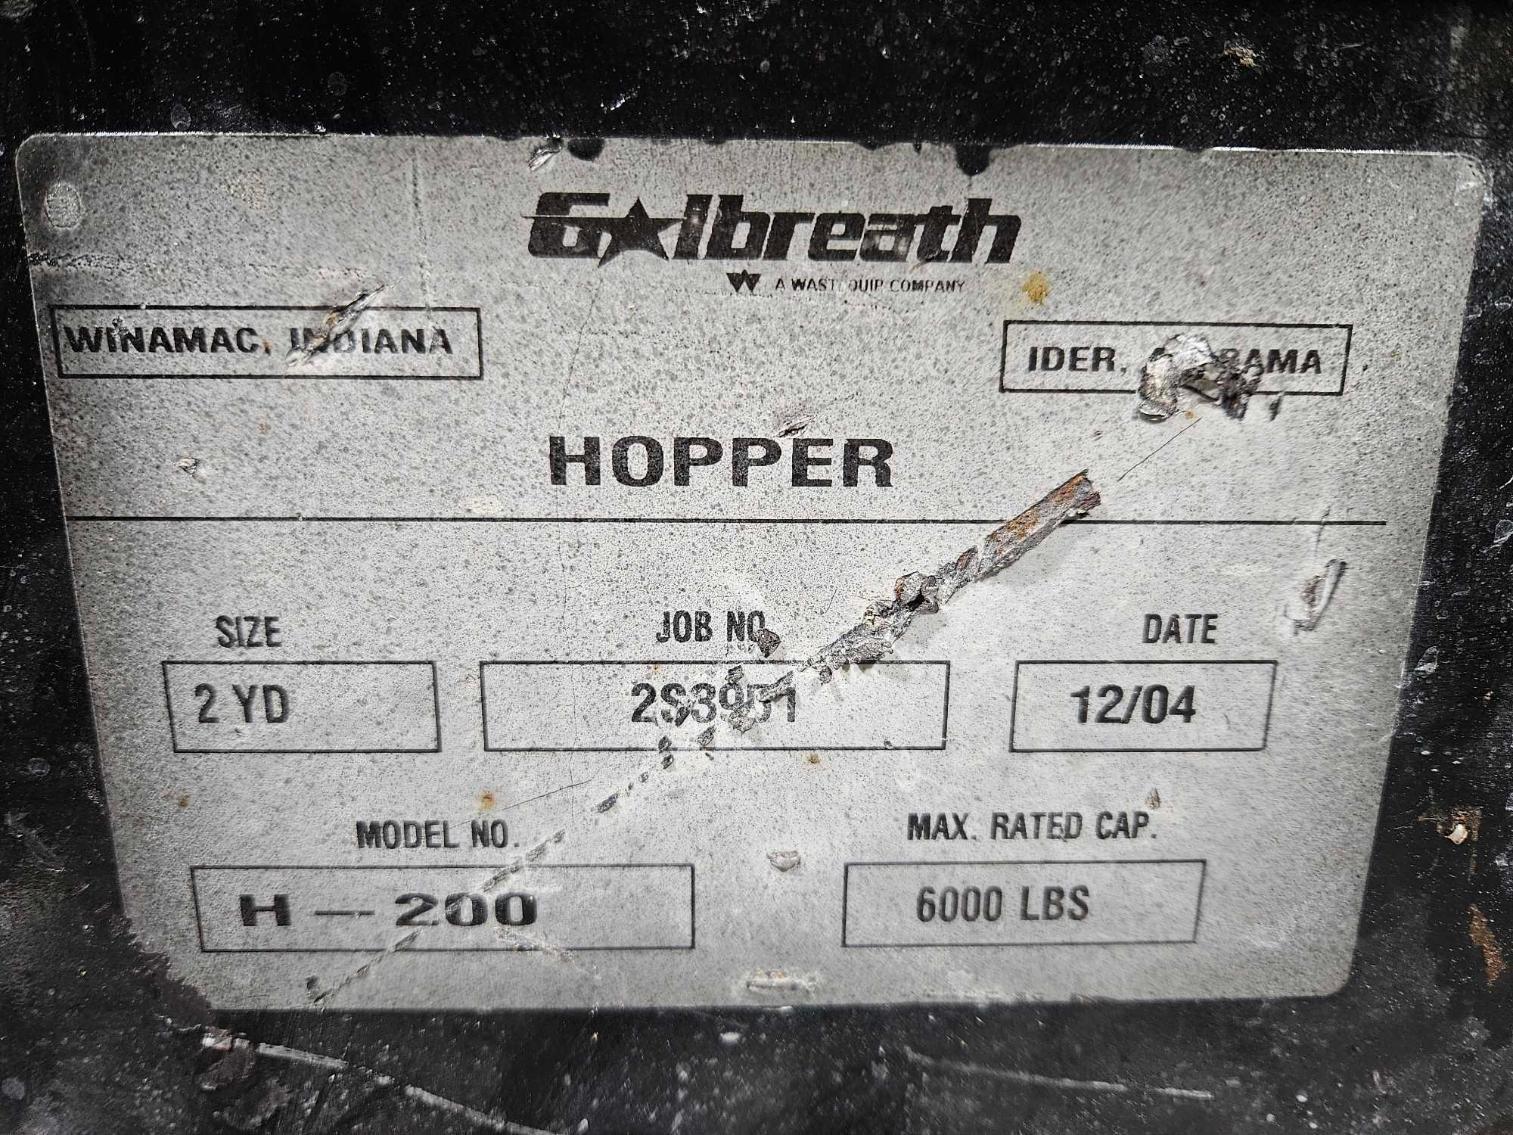 Galbreath
A WASTEQUIP COMPANY
WINAMAC, INDIANA
IDER, ALABAMA
HOPPER
SIZE
JOB NO.
DATE
2 YD
12/04
MODEL NO.
MAX. RATED CAP.
H — 200
6000 LBS